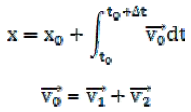 x = x₀ + ∫_{t₀}^{t₀+Δt} \vec{v₀}dt
\vec{v₀} = \vec{v₁} + \vec{v₂}